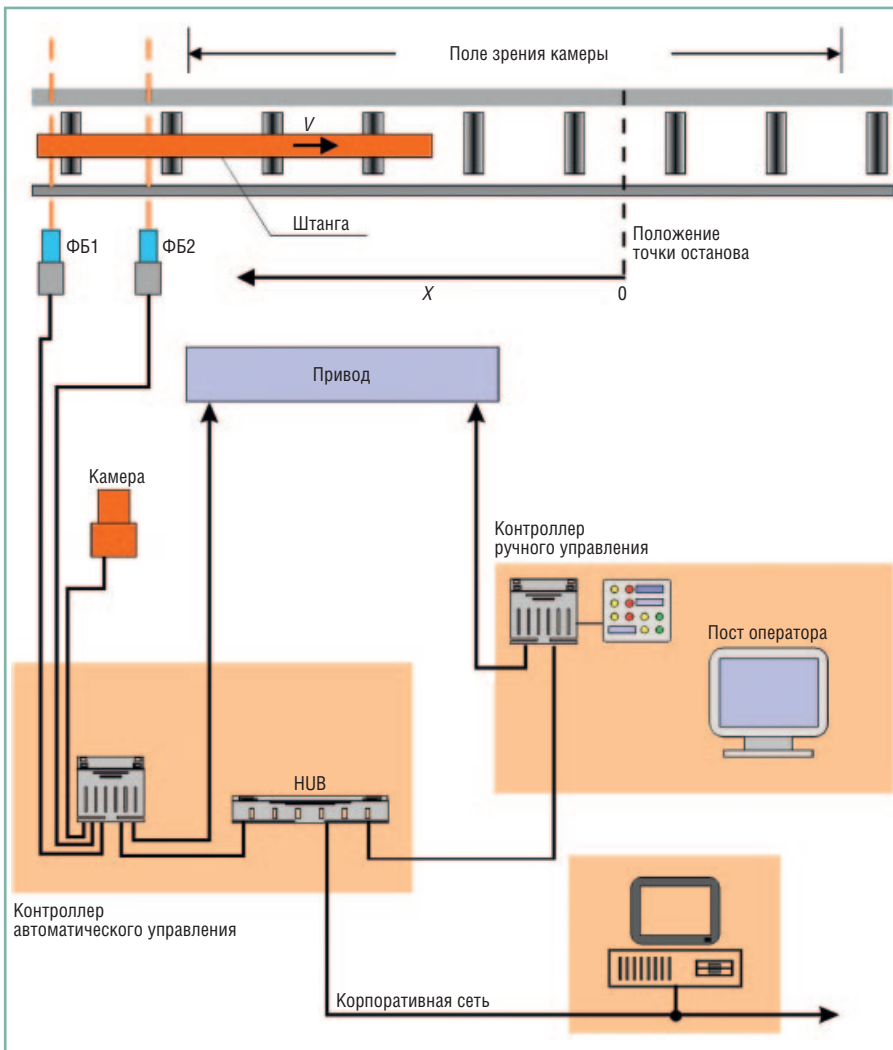 Поле зрения камеры
V
Штанга
ФБ1
ФБ2
Положение
точки останова
X
0
Привод
Камера
Контроллер
ручного управления
Пост оператора
HUB
Контроллер
автоматического управления
Корпоративная сеть